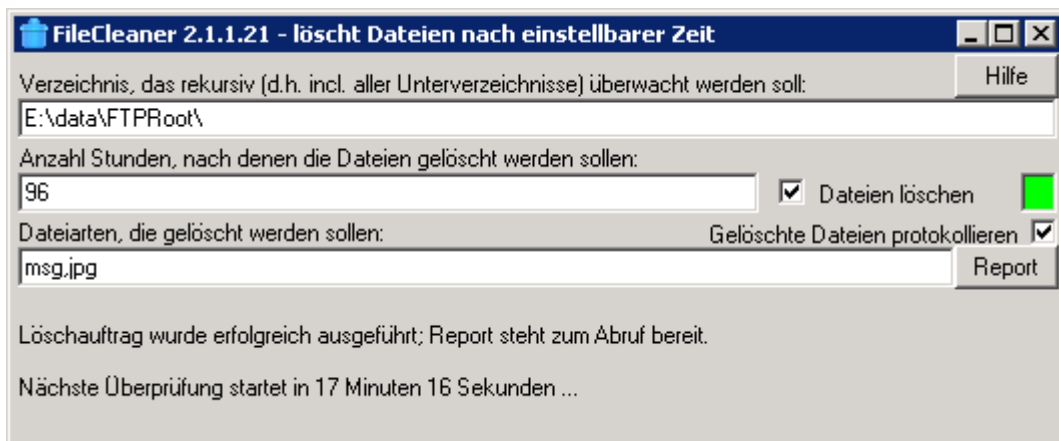 FileCleaner 2.1.1.21 - löscht Dateien nach einstellbarer Zeit
Verzeichnis, das rekursiv (d.h. incl. aller Unterverzeichnisse) überwacht werden soll:
Hilfe
E:\data\FTPRoot\
Anzahl Stunden, nach denen die Dateien gelöscht werden sollen:
96
Dateien löschen
Dateiarten, die gelöscht werden sollen:
Gelöschte Dateien protokollieren
msg,jpg
Report
Löschauftrag wurde erfolgreich ausgeführt; Report steht zum Abruf bereit.
Nächste Überprüfung startet in 17 Minuten 16 Sekunden ...